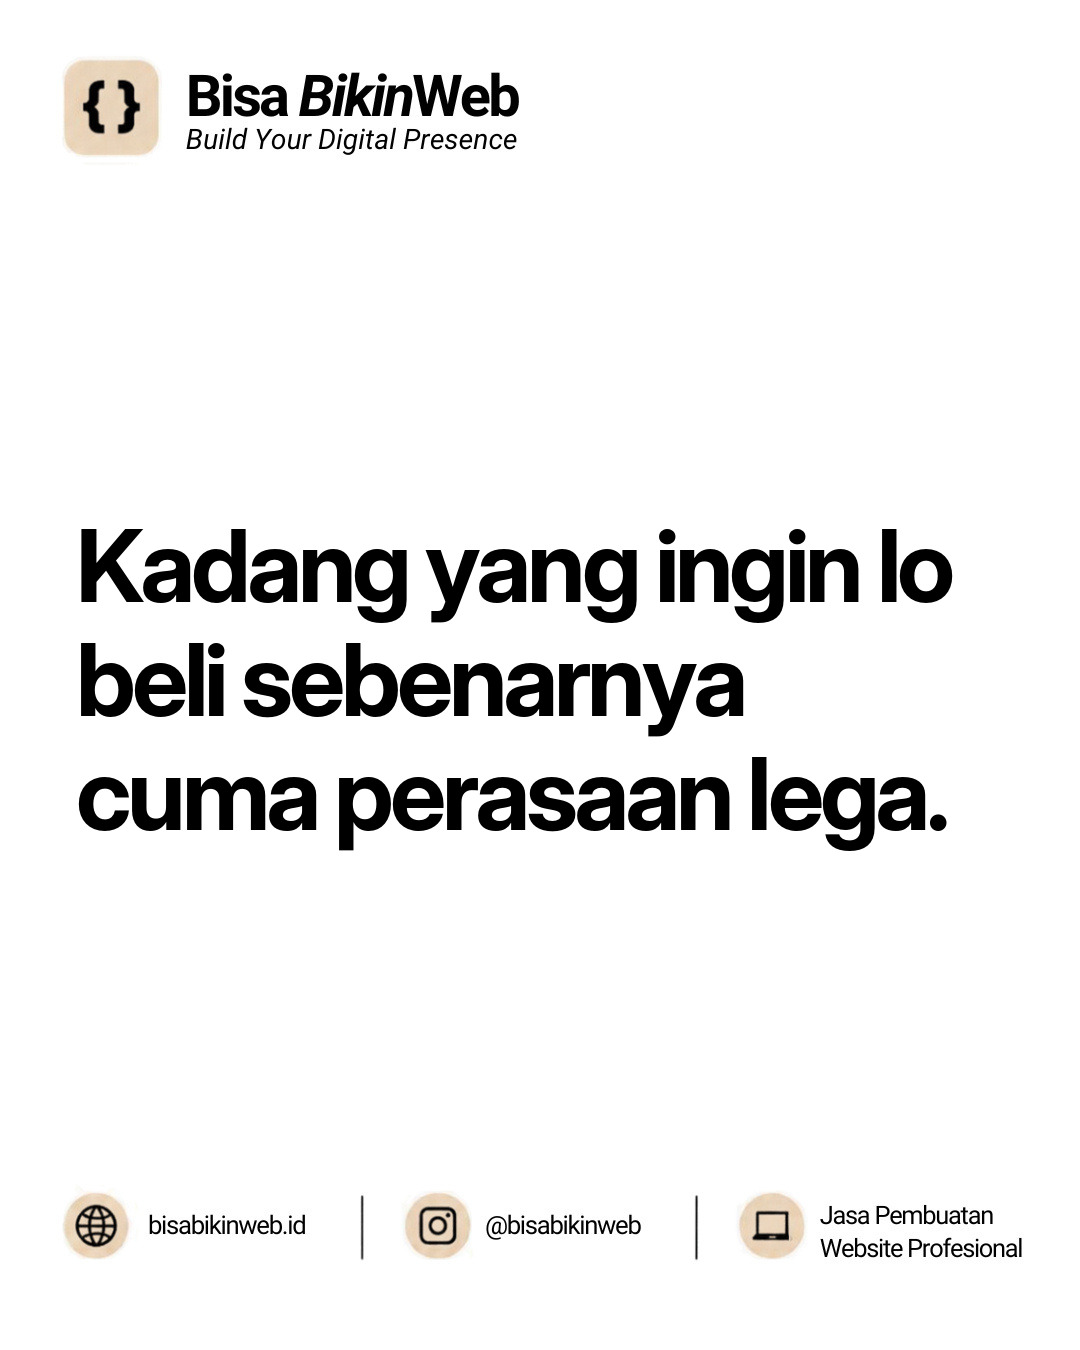 { }
Bisa BikinWeb
Build Your Digital Presence
Kadang yang ingin lo
beli sebenarnya
cuma perasaan lega.
bisabikinweb.id
@bisabikinweb
Jasa Pembuatan
Website Profesional